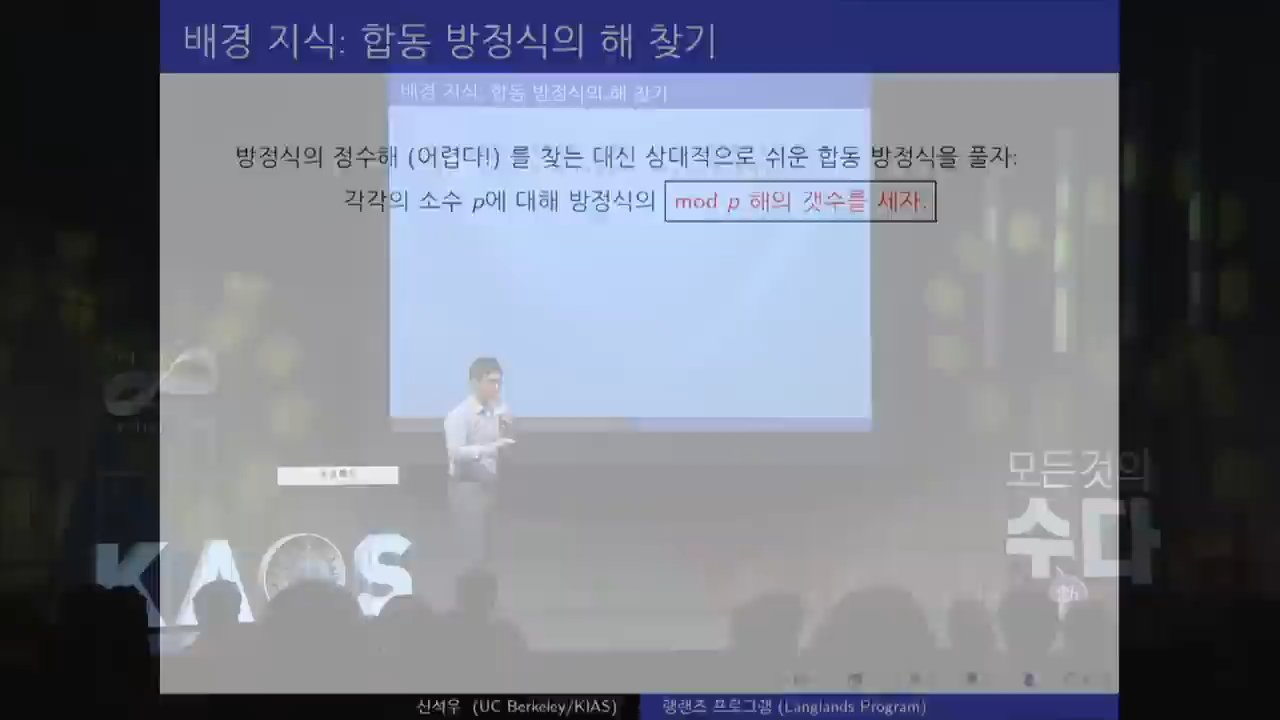 배경 지식: 합동 방정식의 해 찾기
배경 지식: 합동 방정식의 해 찾기
방정식의 정수해 (어렵다!) 를 찾는 대신 상대적으로 쉬운 합동 방정식을 풀자:
각각의 소수 p에 대해 방정식의 mod p 해의 갯수를 세자.
모든것의
수다
KAOS
신석우 (UC Berkeley/KIAS)
랭랜즈 프로그램 (Langlands Program)